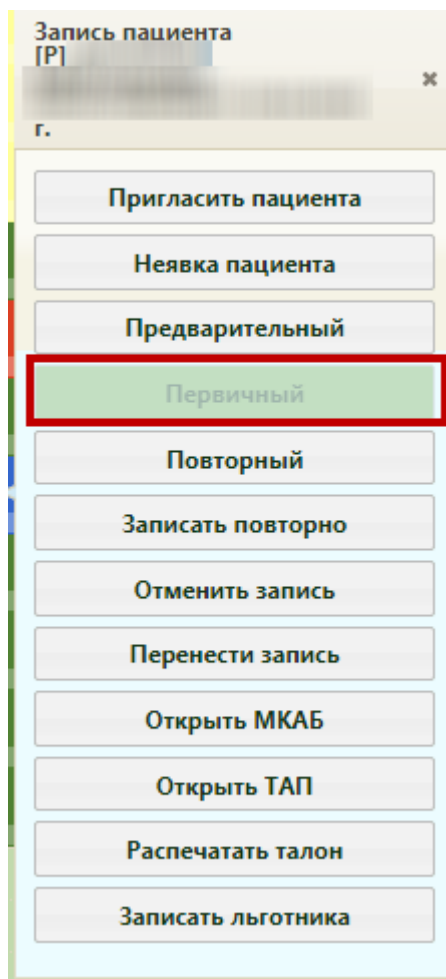 Запись пациента
[Р]
г.
Пригласить пациента
Неявка пациента
Предварительный
Первичный
Повторный
Записать повторно
Отменить запись
Перенести запись
Открыть МКАБ
Открыть ТАП
Распечатать талон
Записать льготника